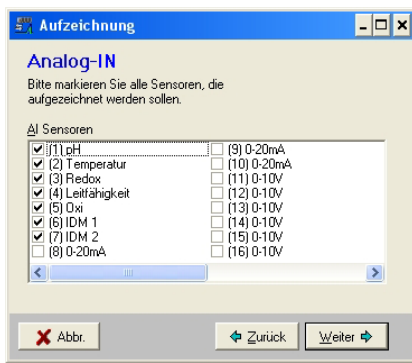 Aufzeichnung
Analog-IN
Bitte markieren Sie alle Sensoren, die
aufgezeichnet werden sollen.
AI Sensoren
(1) pH
(2) Temperatur
(3) Redox
(4) Leitfähigkeit
(5) Oxi
(6) IDM 1
(7) IDM 2
(8) 0-20mA
(9) 0-20mA
(10) 0-20mA
(11) 0-10V
(12) 0-10V
(13) 0-10V
(14) 0-10V
(15) 0-10V
(16) 0-10V
Abbr.
Zurück
Weiter